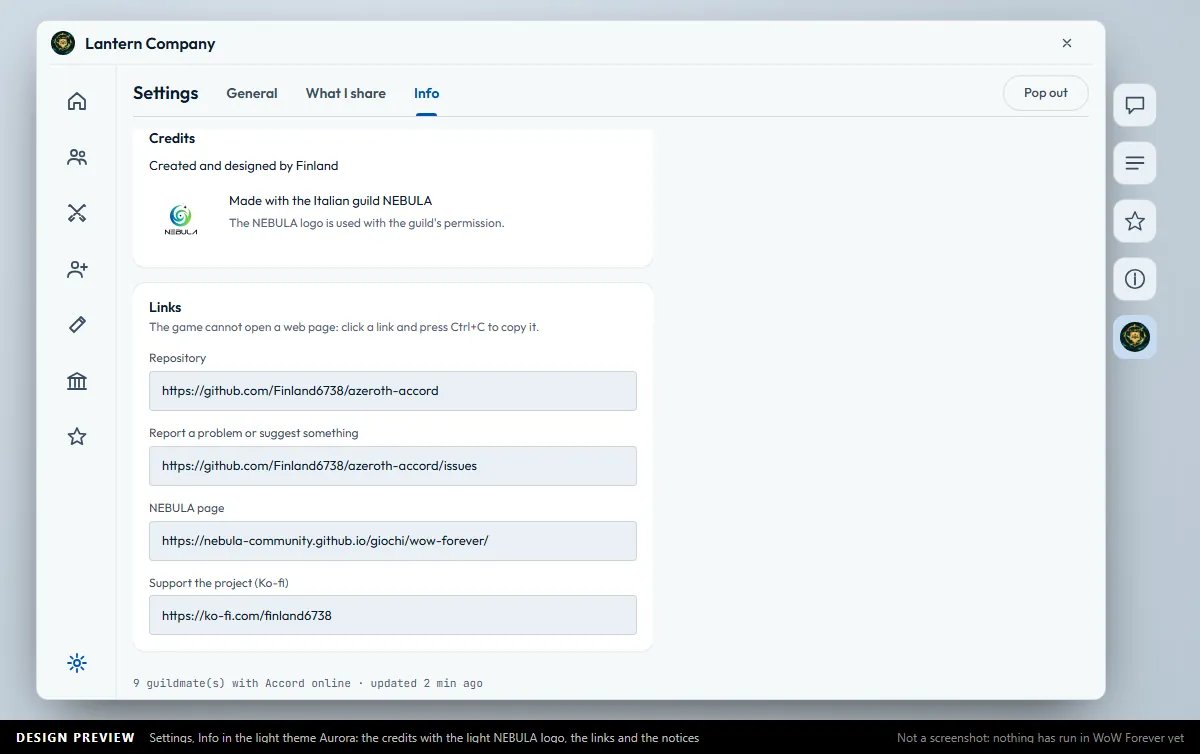 Lantern Company
Settings
General
What I share
Info
Pop out
Credits
Created and designed by Finland
Made with the Italian guild NEBULA
The NEBULA logo is used with the guild's permission.
NEBULA
Links
The game cannot open a web page: click a link and press Ctrl+C to copy it.
Repository
https://github.com/Finland6738/azeroth-accord
Report a problem or suggest something
https://github.com/Finland6738/azeroth-accord/issues
NEBULA page
https://nebula-community.github.io/giochi/wow-forever/
Support the project (Ko-fi)
https://ko-fi.com/finland6738
9 guildmate(s) with Accord online · updated 2 min ago
DESIGN PREVIEW
Settings, Info in the light theme Aurora: the credits with the light NEBULA logo, the links and the notices
Not a screenshot: nothing has run in WoW Forever yet